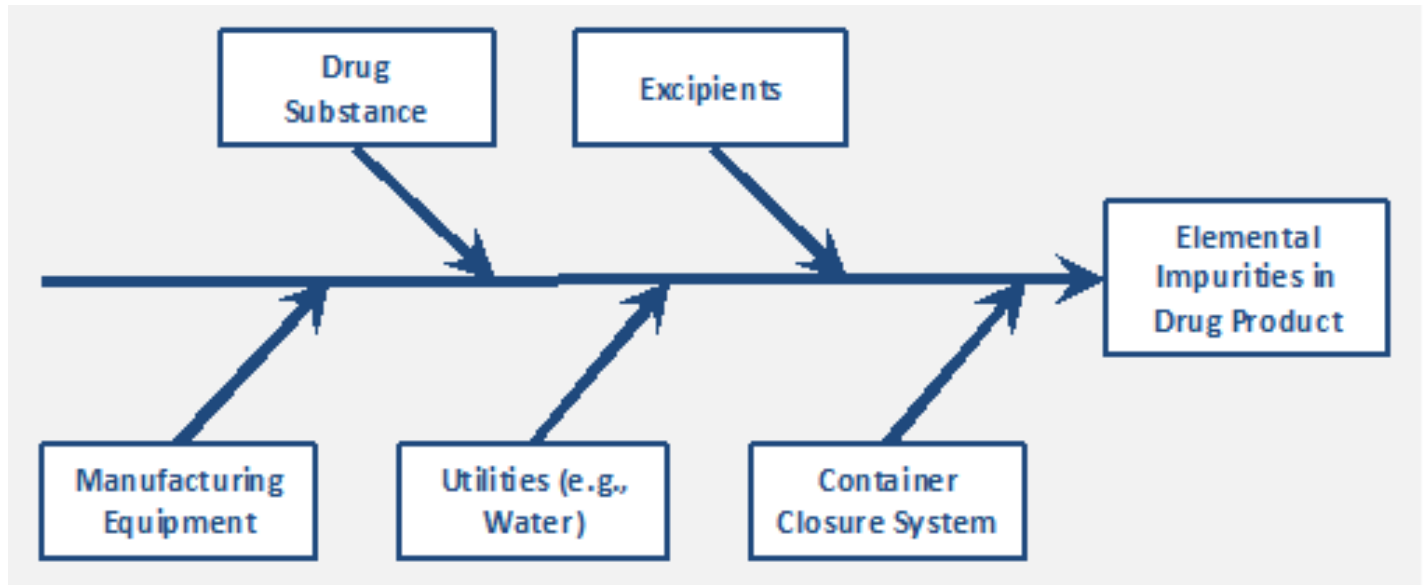 Drug
Substance
Excipients
Elemental
Impurities in
Drug Product
Manufacturing
Equipment
Utilities (e.g.,
Water)
Container
Closure System